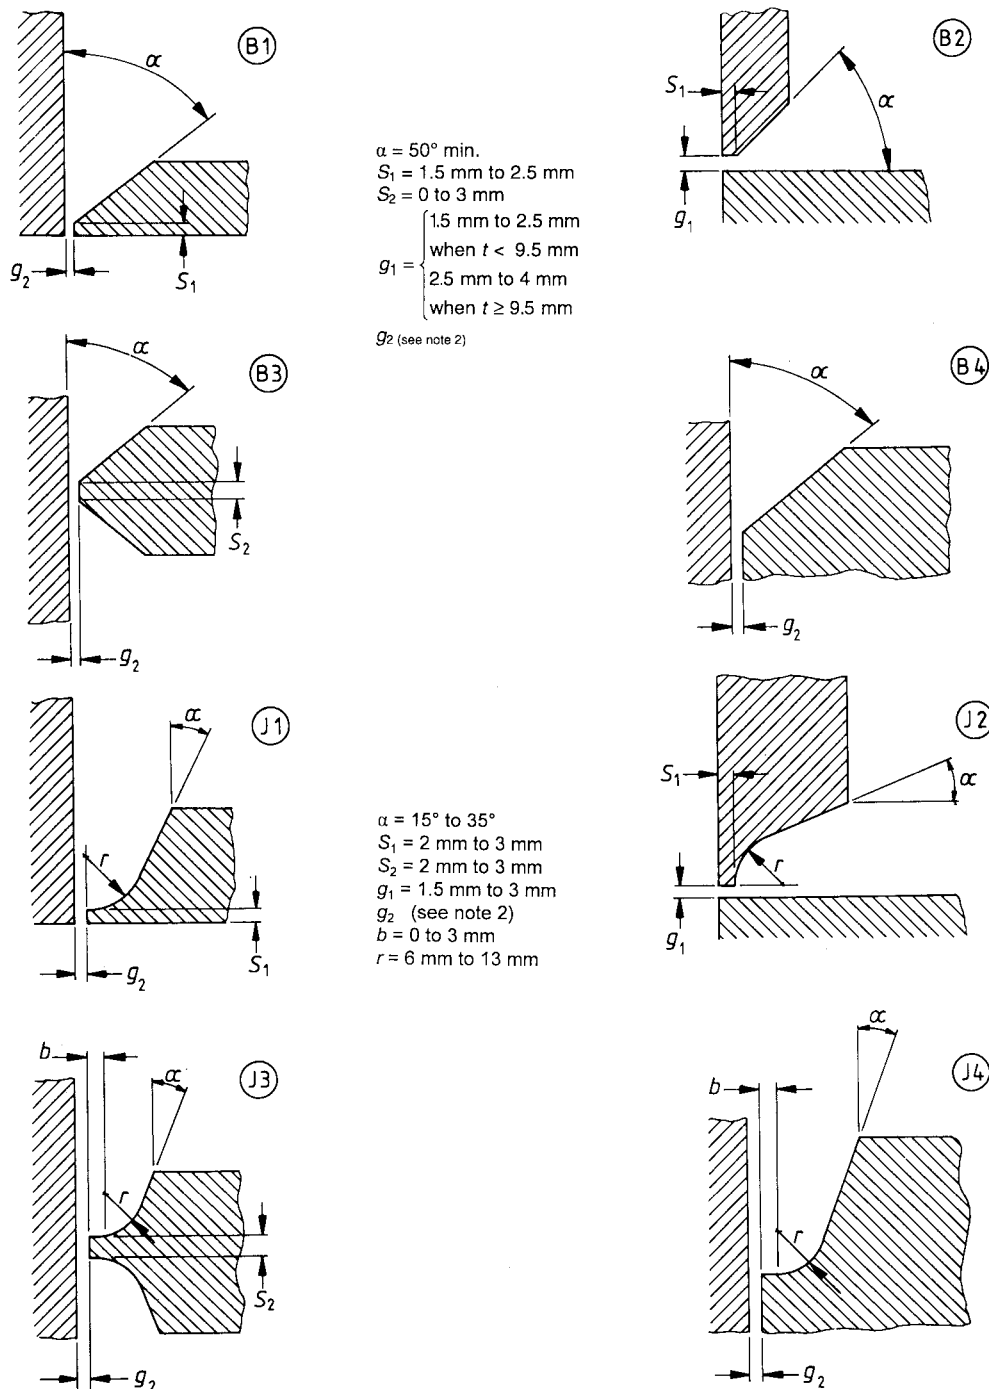 B1
α
g₂
S₁
B2
S₁
α
g₁
α = 50° min.
S₁ = 1.5 mm to 2.5 mm
S₂ = 0 to 3 mm
g₁ =
1.5 mm to 2.5 mm
when t < 9.5 mm
2.5 mm to 4 mm
when t ≥ 9.5 mm
g₂ (see note 2)
B3
α
S₂
g₂
B4
α
g₂
J1
α
r
S₁
g₂
J2
S₁
α
r
g₁
α = 15° to 35°
S₁ = 2 mm to 3 mm
S₂ = 2 mm to 3 mm
g₁ = 1.5 mm to 3 mm
g₂ (see note 2)
b = 0 to 3 mm
r = 6 mm to 13 mm
J3
b
α
r
S₂
g₂
J4
α
b
r
g₂